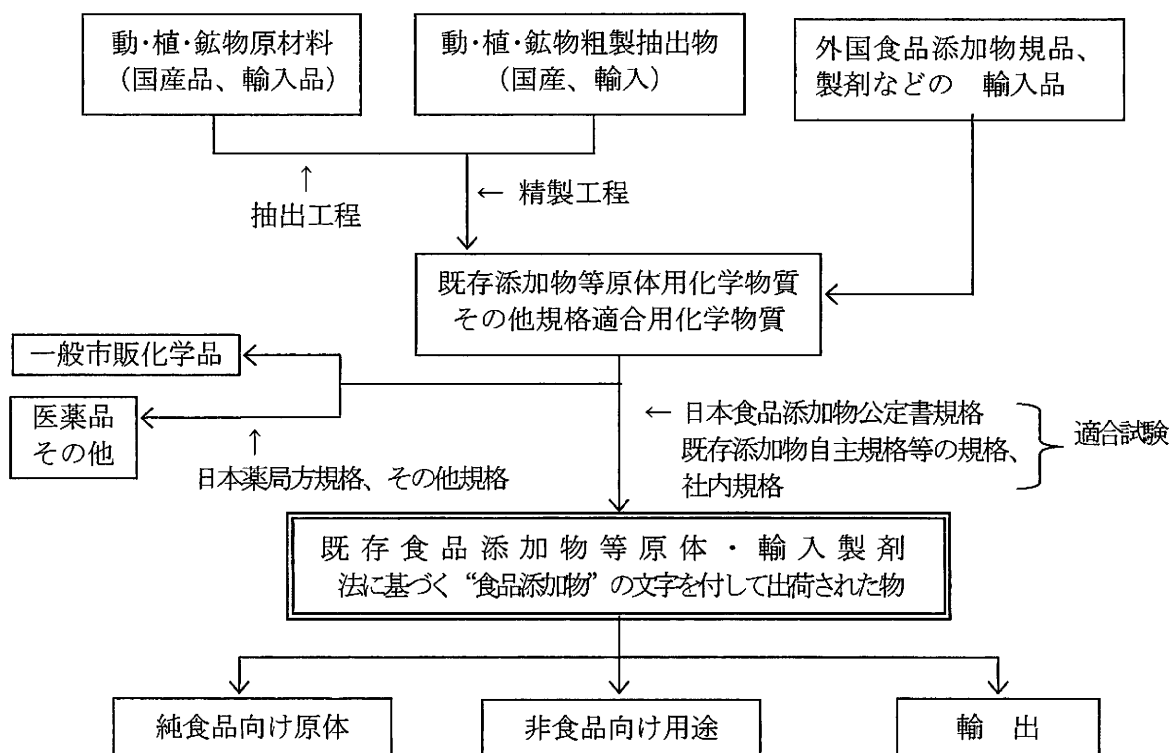 動・植・鉱物原材料
(国産品、輸入品)
動・植・鉱物粗製抽出物
(国産、輸入)
外国食品添加物規品、
製剤などの 輸入品
↑
抽出工程
← 精製工程
既存添加物等原体用化学物質
その他規格適合用化学物質
一般市販化学品
医薬品
その他
↑
日本薬局方規格、その他規格
← 日本食品添加物公定書規格
既存添加物自主規格等の規格、
社内規格
適合試験
既存食品添加物等原体・輸入製剤
法に基づく“食品添加物”の文字を付して出荷された物
純食品向け原体
非食品向け用途
輸 出